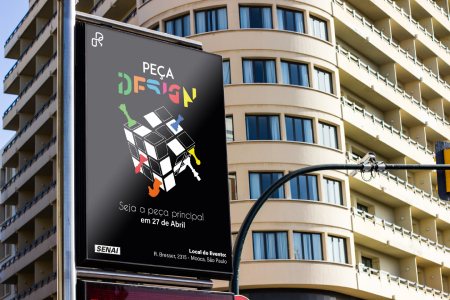 PEÇA
DESIGN
Seja a peça principal
em 27 de Abril
SENAI
Local do Evento:
R. Bresser, 2315 - Mooca, São Paulo